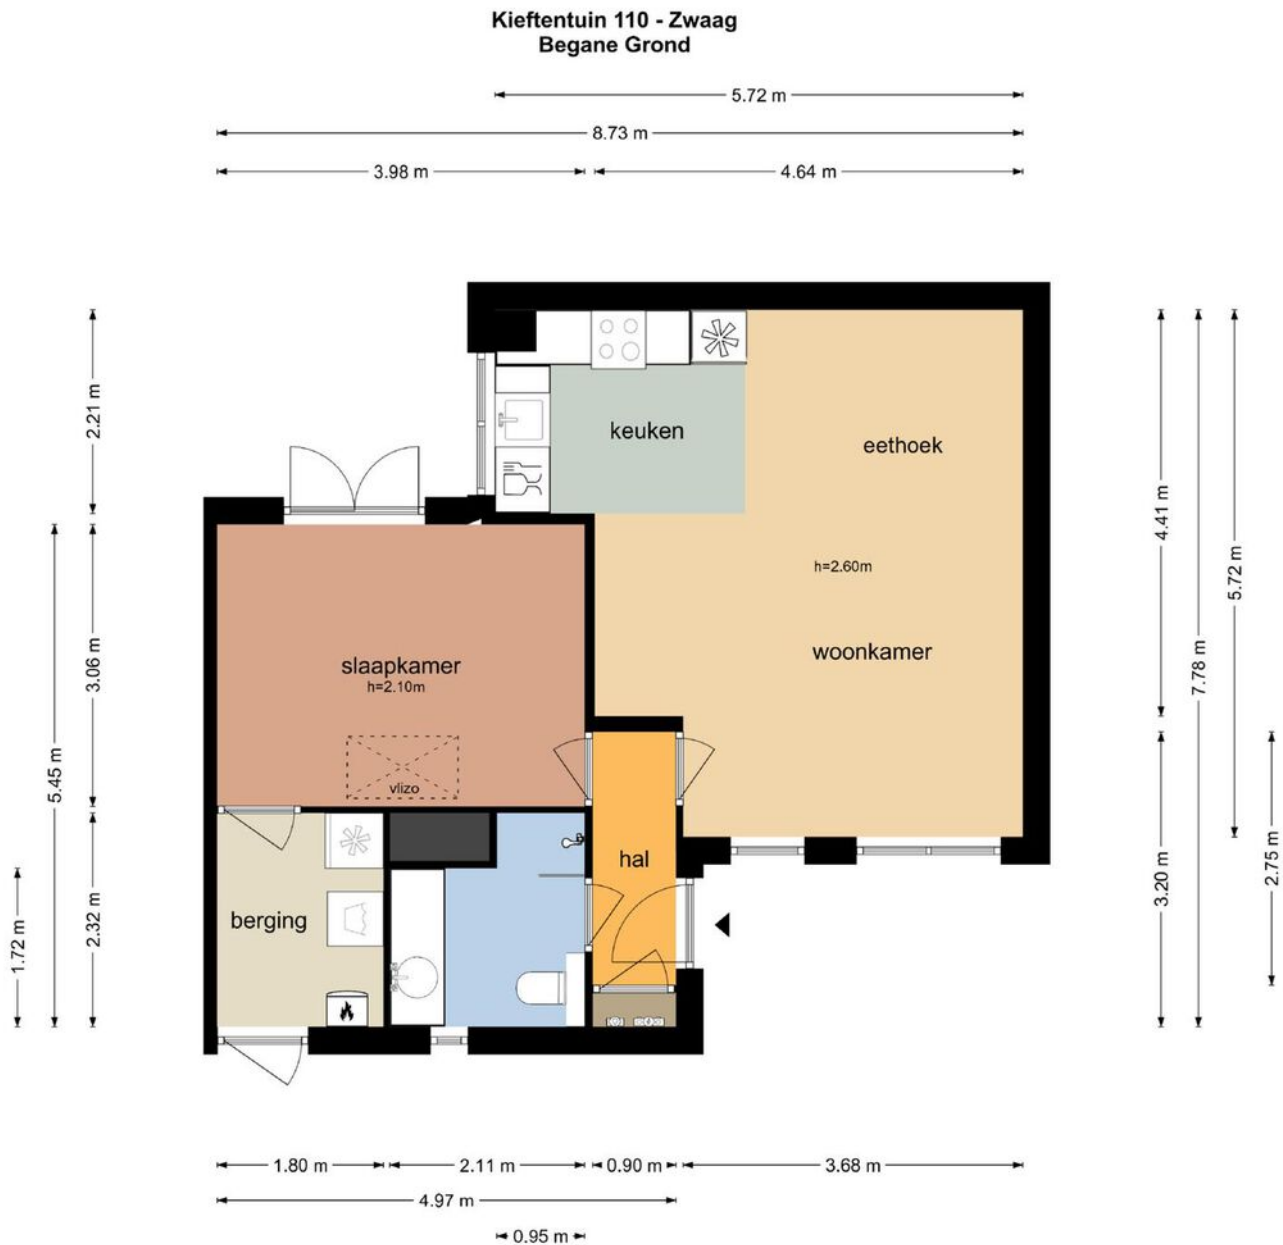 Kieftentuin 110 - Zwaag
Begane Grond
5.72 m
8.73 m
3.98 m
4.64 m
2.21 m
keuken
eethoek
4.41 m
h=2.60m
5.72 m
3.06 m
slaapkamer
h=2.10m
woonkamer
7.78 m
5.45 m
vlizo
hal
berging
2.32 m
1.72 m
3.20 m
2.75 m
1.80 m
2.11 m
0.90 m
3.68 m
4.97 m
0.95 m